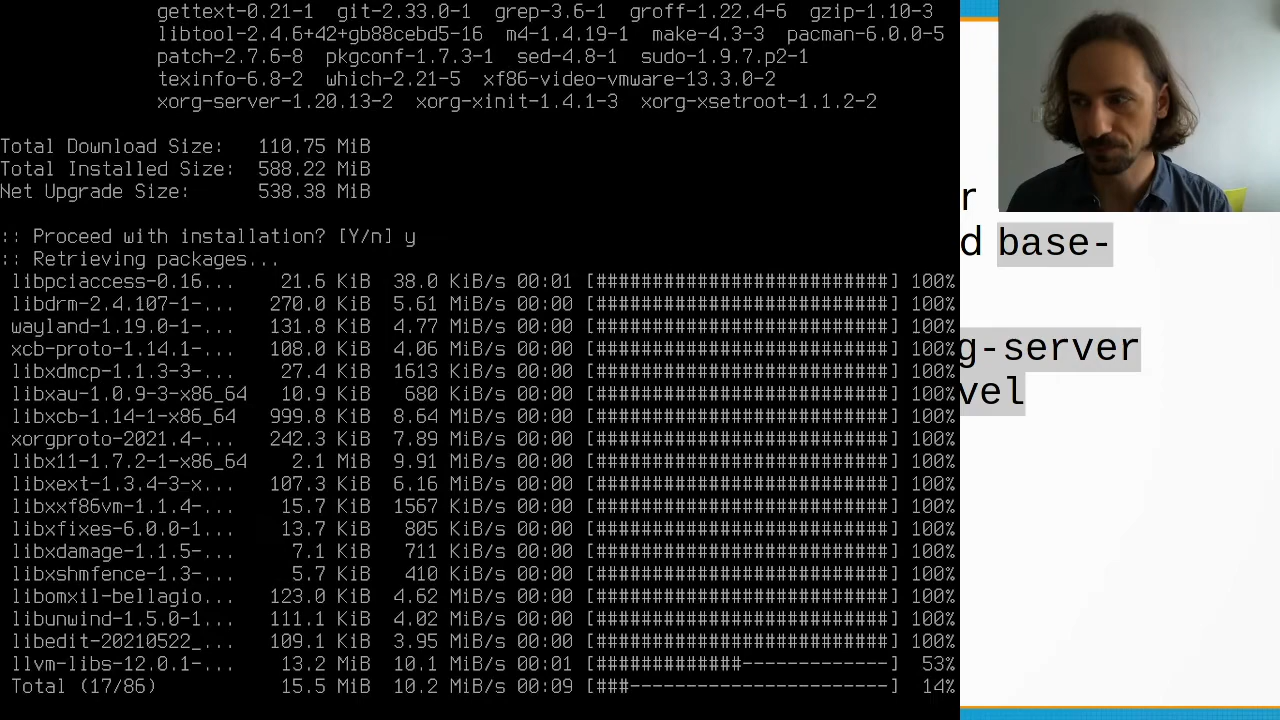 gettext-0.21-1 git-2.33.0-1 grep-3.6-1 groff-1.22.4-6 gzip-1.10-3
libtool-2.4.6+42+gb88cebd5-16 m4-1.4.19-1 make-4.3-3 pacman-6.0.0-5
patch-2.7.6-8 pkgconf-1.7.3-1 sed-4.8-1 sudo-1.9.7.p2-1
texinfo-6.8-2 which-2.21-5 xf86-video-vmware-13.3.0-2
xorg-server-1.20.13-2 xorg-xinit-1.4.1-3 xorg-xsetroot-1.1.2-2
Total Download Size: 110.75 MiB
Total Installed Size: 588.22 MiB
Net Upgrade Size: 538.38 MiB
:: Proceed with installation? [Y/n] y
:: Retrieving packages...
libpciaccess-0.16... 21.6 KiB 38.0 KiB/s 00:01 [##########################] 100%
libdrm-2.4.107-1-... 270.0 KiB 5.61 MiB/s 00:00 [##########################] 100%
wayland-1.19.0-1-... 131.8 KiB 4.77 MiB/s 00:00 [##########################] 100%
xcb-proto-1.14.1-... 108.0 KiB 4.06 MiB/s 00:00 [##########################] 100%
libxdmcp-1.1.3-3-... 27.4 KiB 1613 KiB/s 00:00 [##########################] 100%
libxau-1.0.9-3-x86_64 10.9 KiB 680 KiB/s 00:00 [##########################] 100%
libxcb-1.14-1-x86_64 999.8 KiB 8.64 MiB/s 00:00 [##########################] 100%
xorgproto-2021.4-... 242.3 KiB 7.89 MiB/s 00:00 [##########################] 100%
libx11-1.7.2-1-x86_64 2.1 MiB 9.91 MiB/s 00:00 [##########################] 100%
libxext-1.3.4-3-x... 107.3 KiB 6.16 MiB/s 00:00 [##########################] 100%
libxxf86vm-1.1.4-... 15.7 KiB 1567 KiB/s 00:00 [##########################] 100%
libxfixes-6.0.0-1... 13.7 KiB 805 KiB/s 00:00 [##########################] 100%
libxdamage-1.1.5-... 7.1 KiB 711 KiB/s 00:00 [##########################] 100%
libxshmfence-1.3-... 5.7 KiB 410 KiB/s 00:00 [##########################] 100%
libomxil-bellagio... 123.0 KiB 4.62 MiB/s 00:00 [##########################] 100%
libunwind-1.5.0-1... 111.1 KiB 4.02 MiB/s 00:00 [##########################] 100%
libedit-20210522_... 109.1 KiB 3.95 MiB/s 00:00 [##########################] 100%
llvm-libs-12.0.1-... 13.2 MiB 10.1 MiB/s 00:01 [#############-------------] 53%
Total (17/86) 15.5 MiB 10.2 MiB/s 00:09 [###-----------------------] 14%
r
d base-
g-server
vel